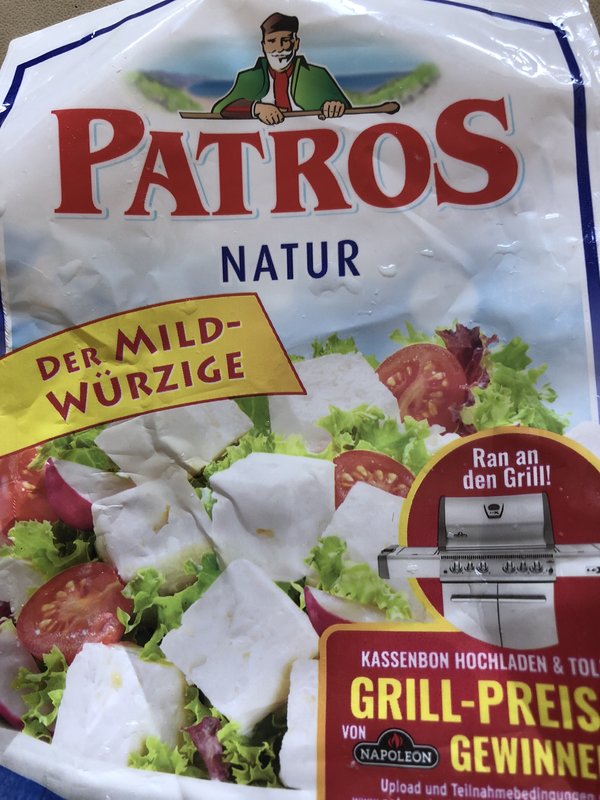 PATROS
NATUR
DER MILD-
WÜRZIGE
Ran an
den Grill!
KASSENBON HOCHLADEN &
GRILL-PREIS
VON NAPOLEON GEWINNE
Upload und Teilnahmebedingungen